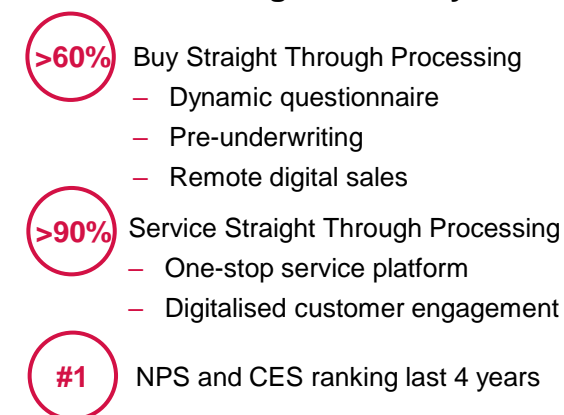 >60% Buy Straight Through Processing
– Dynamic questionnaire
– Pre-underwriting
– Remote digital sales
>90% Service Straight Through Processing
– One-stop service platform
– Digitalised customer engagement
#1 NPS and CES ranking last 4 years